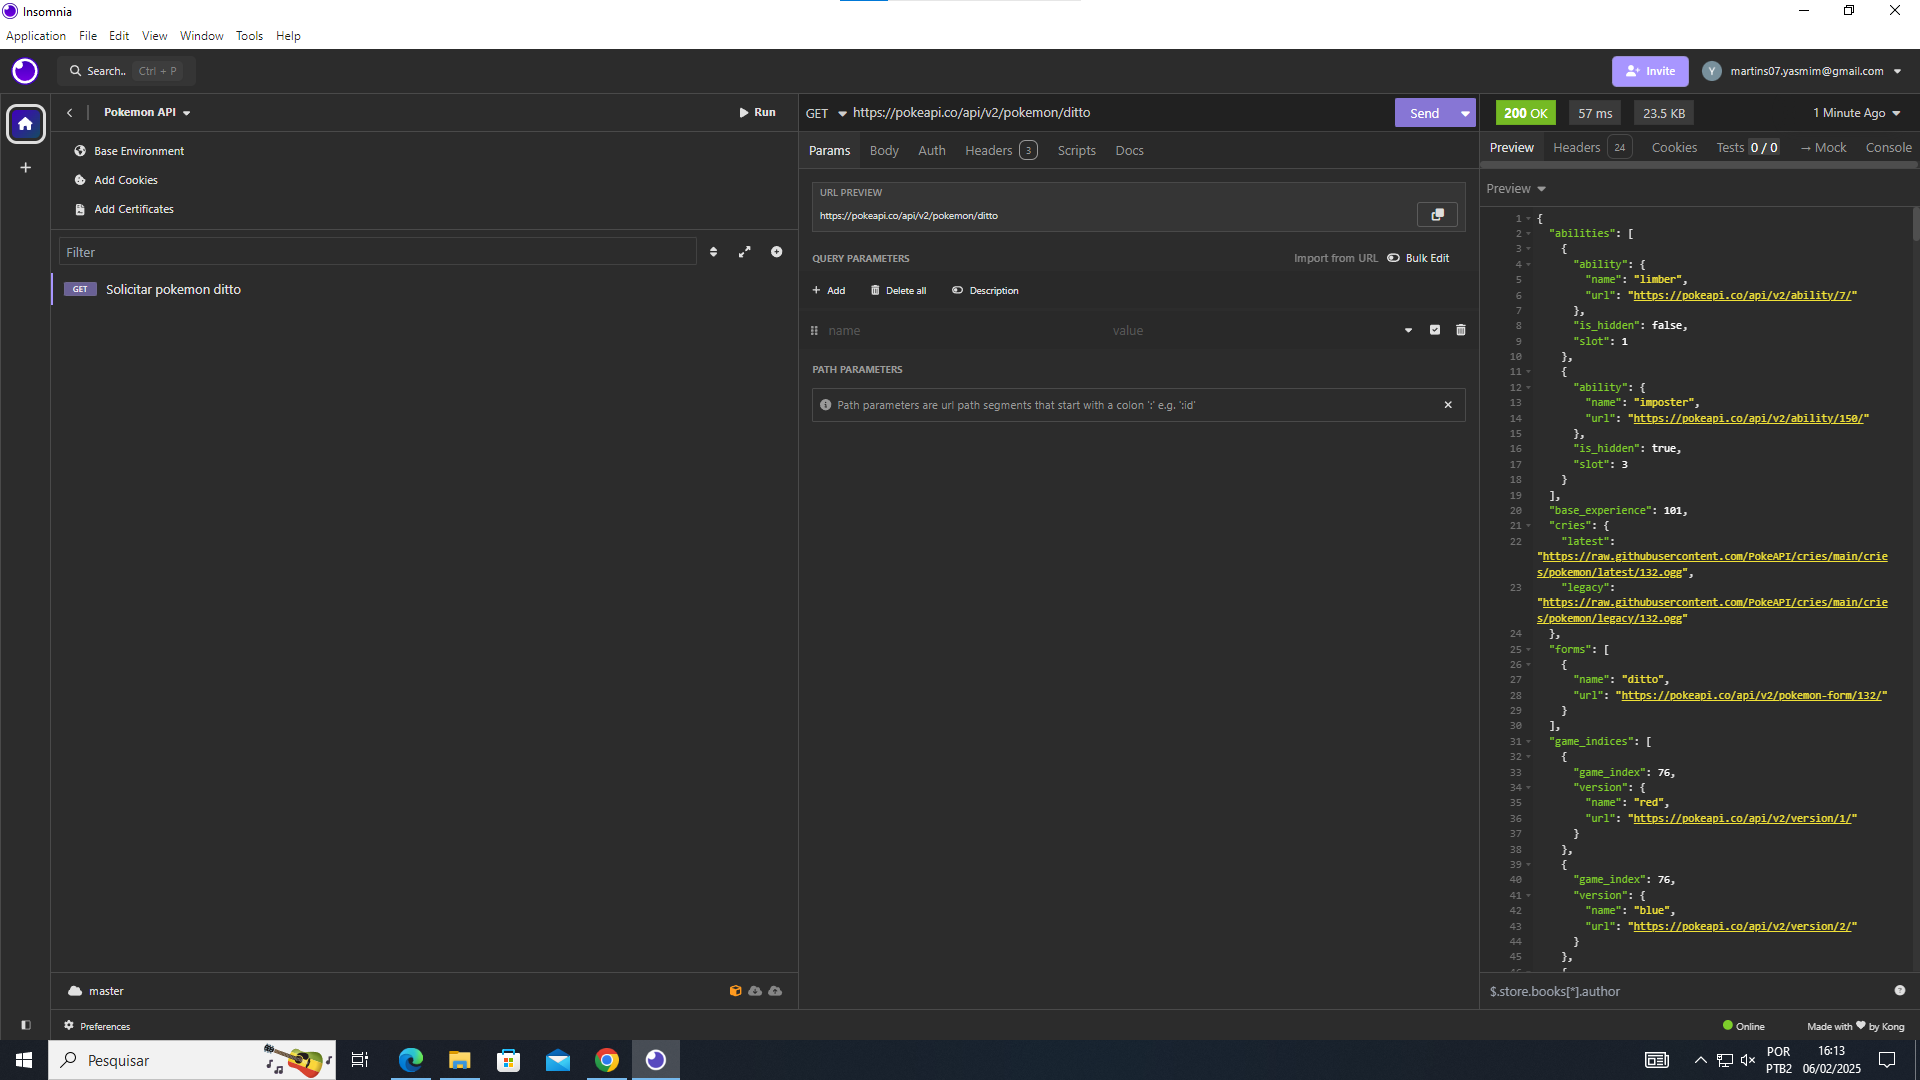 Insomnia
Application File Edit View Window Tools Help
Search.. Ctrl + P
Invite
Y martins07.yasmim@gmail.com
Pokemon API
Run
Base Environment
Add Cookies
Add Certificates
Filter
GET Solicitar pokemon ditto
master
Preferences
GET https://pokeapi.co/api/v2/pokemon/ditto
Send
Params Body Auth Headers 3 Scripts Docs
URL PREVIEW
https://pokeapi.co/api/v2/pokemon/ditto
QUERY PARAMETERS Import from URL Bulk Edit
+ Add Delete all Description
name value
PATH PARAMETERS
Path parameters are url path segments that start with a colon ':' e.g. ':id'
200 OK 57 ms 23.5 KB 1 Minute Ago
Preview Headers 24 Cookies Tests 0 / 0 → Mock Console
Preview
1 {
2 "abilities": [
3 {
4 "ability": {
5 "name": "limber",
6 "url": "https://pokeapi.co/api/v2/ability/7/"
7 },
8 "is_hidden": false,
9 "slot": 1
10 },
11 {
12 "ability": {
13 "name": "imposter",
14 "url": "https://pokeapi.co/api/v2/ability/150/"
15 },
16 "is_hidden": true,
17 "slot": 3
18 }
19 ],
20 "base_experience": 101,
21 "cries": {
22 "latest":
"https://raw.githubusercontent.com/PokeAPI/cries/main/crie
s/pokemon/latest/132.ogg",
23 "legacy":
"https://raw.githubusercontent.com/PokeAPI/cries/main/crie
s/pokemon/legacy/132.ogg"
24 },
25 "forms": [
26 {
27 "name": "ditto",
28 "url": "https://pokeapi.co/api/v2/pokemon-form/132/"
29 }
30 ],
31 "game_indices": [
32 {
33 "game_index": 76,
34 "version": {
35 "name": "red",
36 "url": "https://pokeapi.co/api/v2/version/1/"
37 }
38 },
39 {
40 "game_index": 76,
41 "version": {
42 "name": "blue",
43 "url": "https://pokeapi.co/api/v2/version/2/"
44 }
45 },
$.store.books[*].author
Online Made with ❤ by Kong
Pesquisar
POR
PTB2
16:13
06/02/2025